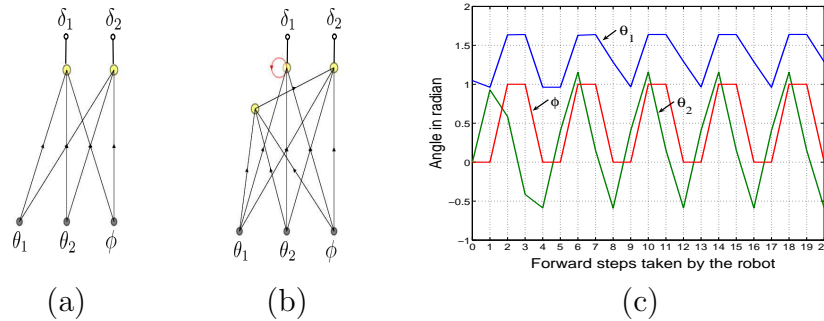 δ₁ δ₂
θ₁ θ₂ ϕ
(a)
δ₁ δ₂
θ₁ θ₂ ϕ
(b)
Angle in radian
2
1.5
1
0.5
0
−0.5
−1
θ₁
ϕ
θ₂
0 1 2 3 4 5 6 7 8 9 10 11 12 13 14 15 16 17 18 19 2
Forward steps taken by the robot
(c)